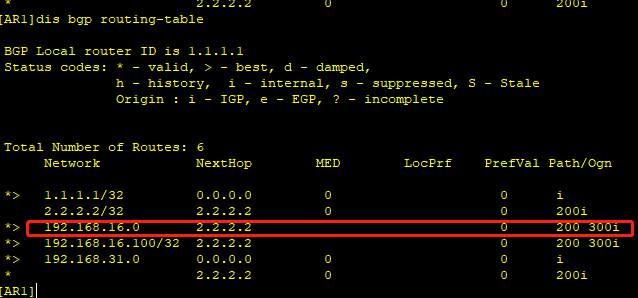 * 2.2.2.2 0 0 200i
[AR1]dis bgp routing-table
BGP Local router ID is 1.1.1.1
Status codes: * - valid, > - best, d - damped,
h - history, i - internal, s - suppressed, S - Stale
Origin : i - IGP, e - EGP, ? - incomplete
Total Number of Routes: 6
Network NextHop MED LocPrf PrefVal Path/Ogn
*> 1.1.1.1/32 0.0.0.0 0 0 i
2.2.2.2/32 2.2.2.2 0 0 200i
*> 192.168.16.0 2.2.2.2 0 200 300i
*> 192.168.16.100/32 2.2.2.2 0 200 300i
*> 192.168.31.0 0.0.0.0 0 0 i
* 2.2.2.2 0 0 200i
[AR1]